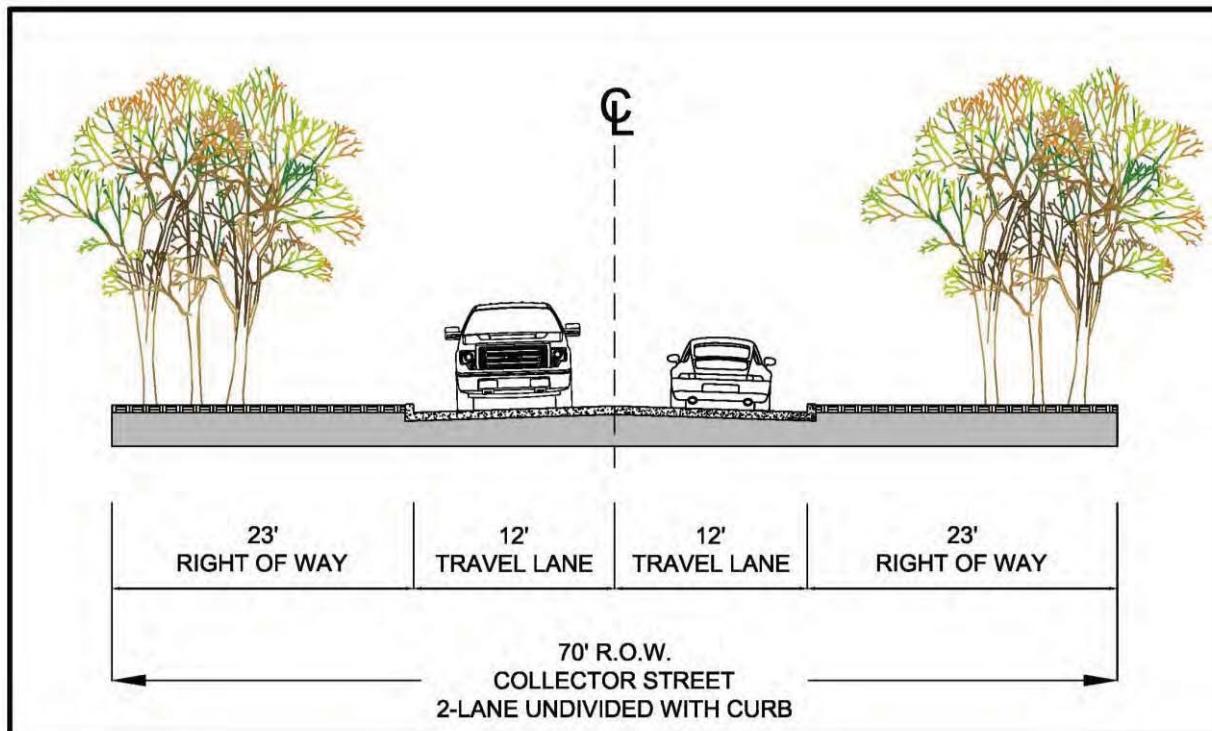 ℄
23'
RIGHT OF WAY
12'
TRAVEL LANE
12'
TRAVEL LANE
23'
RIGHT OF WAY
70' R.O.W.
COLLECTOR STREET
2-LANE UNDIVIDED WITH CURB